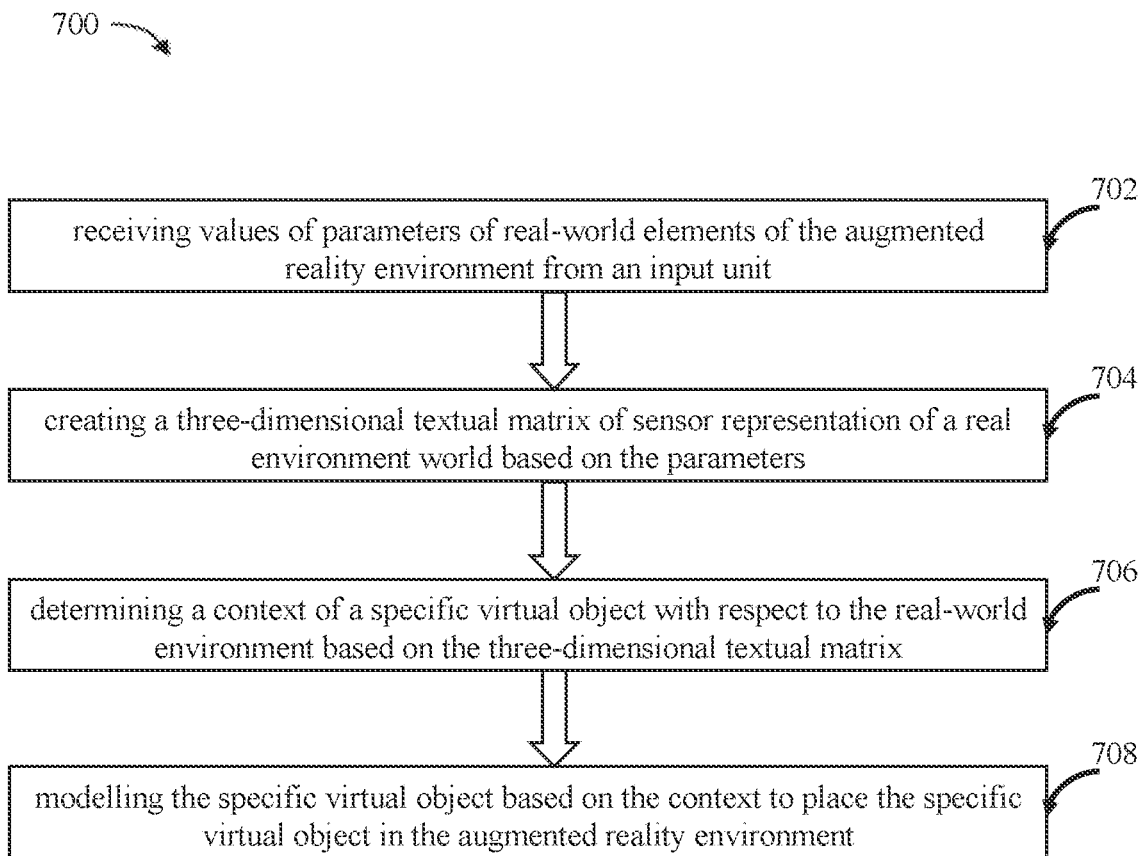 700
702
receiving values of parameters of real-world elements of the augmented
reality environment from an input unit
704
creating a three-dimensional textual matrix of sensor representation of a real
environment world based on the parameters
706
determining a context of a specific virtual object with respect to the real-world
environment based on the three-dimensional textual matrix
708
modelling the specific virtual object based on the context to place the specific
virtual object in the augmented reality environment